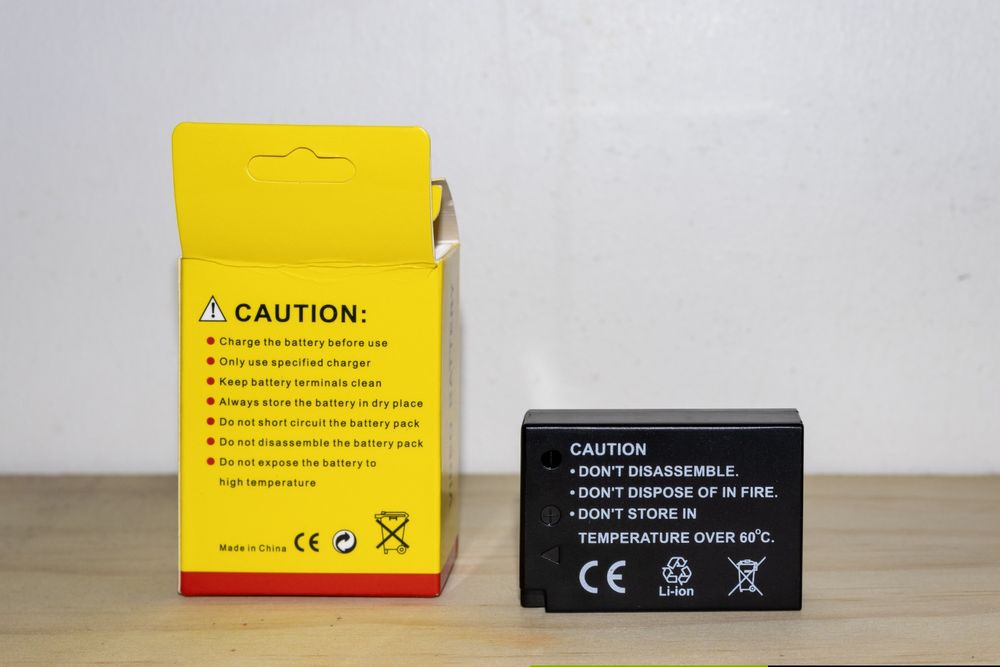 CAUTION:
Charge the battery before use
Only use specified charger
Keep battery terminals clean
Always store the battery in dry place
Do not short circuit the battery pack
Do not disassemble the battery pack
Do not expose the battery to
high temperature
Made in China CE
CAUTION
• DON'T DISASSEMBLE.
• DON'T DISPOSE OF IN FIRE.
• DON'T STORE IN
TEMPERATURE OVER 60°C.
CE
Li-ion